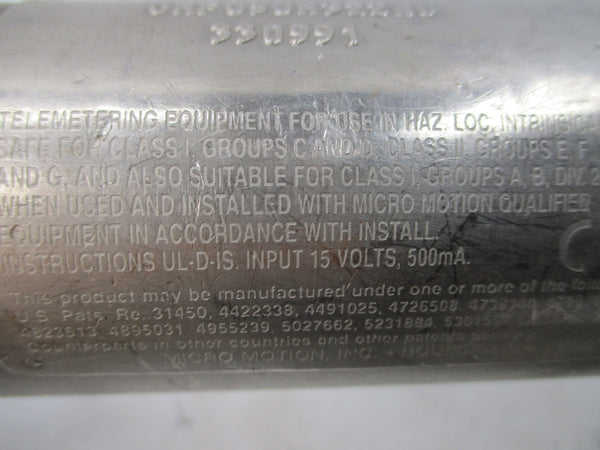 330991
TELEMETERING EQUIPMENT FOR USE IN HAZ. LOC, INTRINSIC
SAFE FOR CLASS I, GROUPS C AND D, CLASS II, GROUPS E, F
AND G, AND ALSO SUITABLE FOR CLASS I, GROUPS A, B, DIV. 2
WHEN USED AND INSTALLED WITH MICRO MOTION QUALIFIED
EQUIPMENT IN ACCORDANCE WITH INSTALL.
INSTRUCTIONS UL-D-IS. INPUT 15 VOLTS, 500mA.
This product may be manufactured under one or more of the follo
U.S. Pats. Re. 31450, 4422338, 4491025, 4726508
4823613, 4895031, 4955239, 5027662, 5231884,
Counterparts in other countries and other patents
MICRO MOTION, INC.